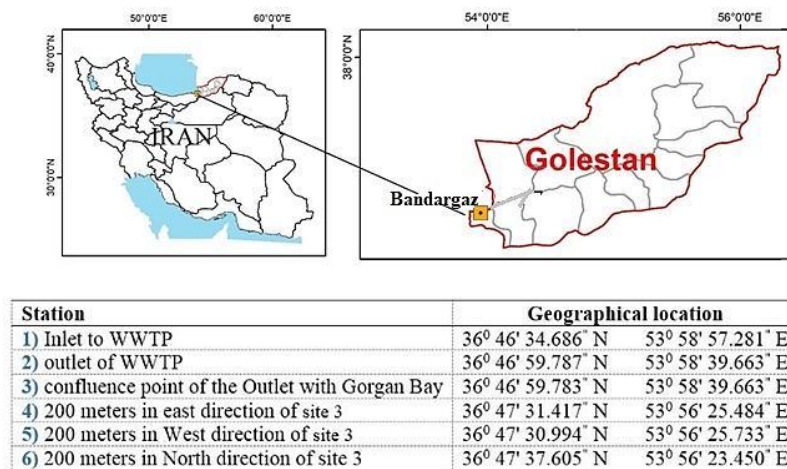 50°0'0"E 60°0'0"E
54°0'0"E 56°0'0"E
40°0'0"N
30°0'0"N
38°0'0"N
IRAN
Golestan
Bandargaz
Station Geographical location
1) Inlet to WWTP 36⁰ 46' 34.686" N 53⁰ 58' 57.281" E
2) outlet of WWTP 36⁰ 46' 59.787" N 53⁰ 58' 39.663" E
3) confluence point of the Outlet with Gorgan Bay 36⁰ 46' 59.783" N 53⁰ 58' 39.663" E
4) 200 meters in east direction of site 3 36⁰ 47' 31.417" N 53⁰ 56' 25.484" E
5) 200 meters in West direction of site 3 36⁰ 47' 30.994" N 53⁰ 56' 25.733" E
6) 200 meters in North direction of site 3 36⁰ 47' 37.605" N 53⁰ 56' 23.450" E